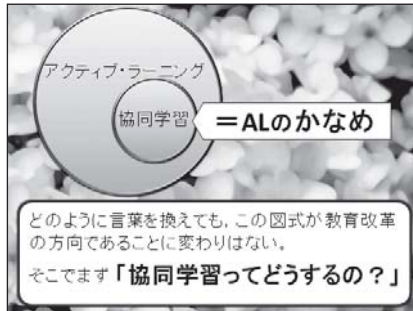 アクティブ・ラーニング
協同学習
＝ALのかなめ
どのように言葉を換えても，この図式が教育改革
の方向であることに変わりはない。
そこでまず「協同学習ってどうするの？」